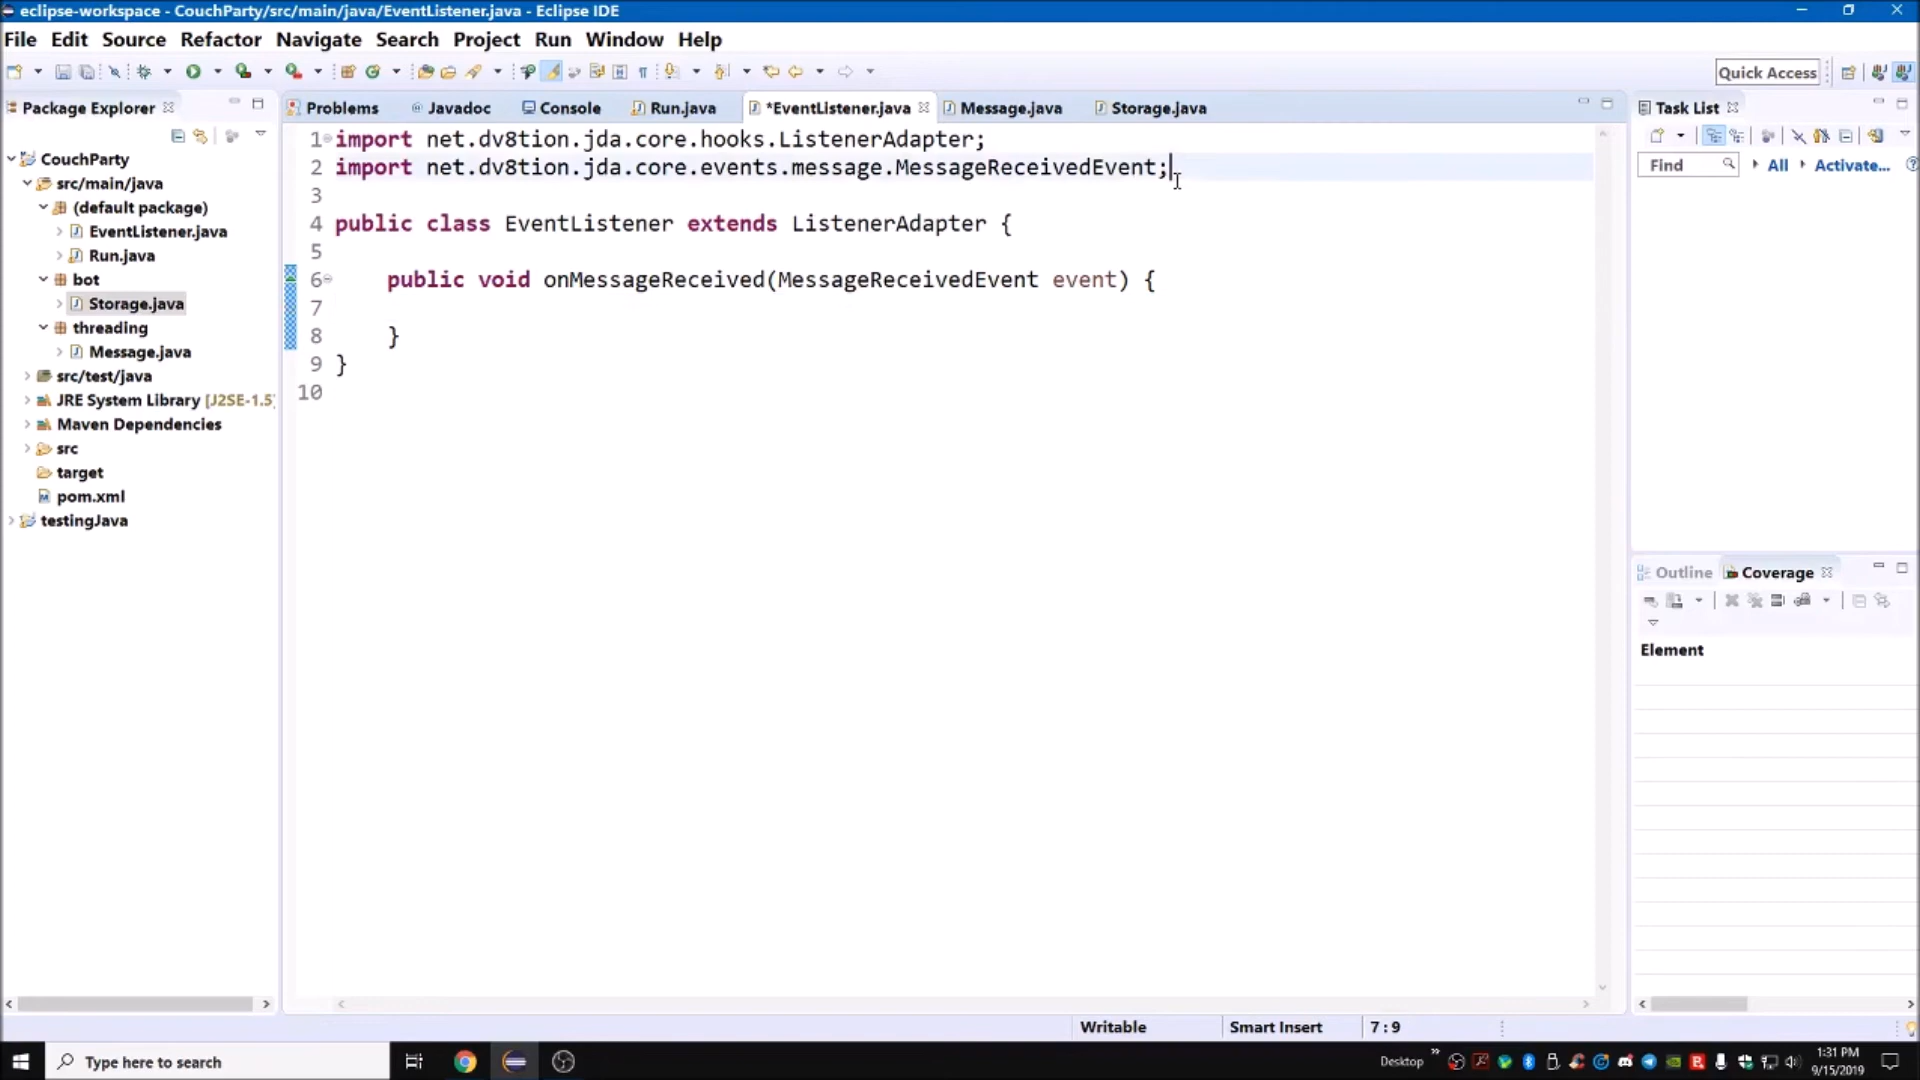 eclipse-workspace - CouchParty/src/main/java/EventListener.java - Eclipse IDE
File Edit Source Refactor Navigate Search Project Run Window Help
Quick Access
Package Explorer
Problems Javadoc Console Run.java *EventListener.java Message.java Storage.java
Task List
Find All Activate...
CouchParty
src/main/java
(default package)
EventListener.java
Run.java
bot
Storage.java
threading
Message.java
src/test/java
JRE System Library [J2SE-1.5]
Maven Dependencies
src
target
pom.xml
testingJava
1 import net.dv8tion.jda.core.hooks.ListenerAdapter;
2 import net.dv8tion.jda.core.events.message.MessageReceivedEvent;
3
4 public class EventListener extends ListenerAdapter {
5
6 public void onMessageReceived(MessageReceivedEvent event) {
7
8 }
9 }
10
Outline Coverage
Element
Writable Smart Insert 7 : 9
Type here to search
Desktop
1:31 PM
9/15/2019